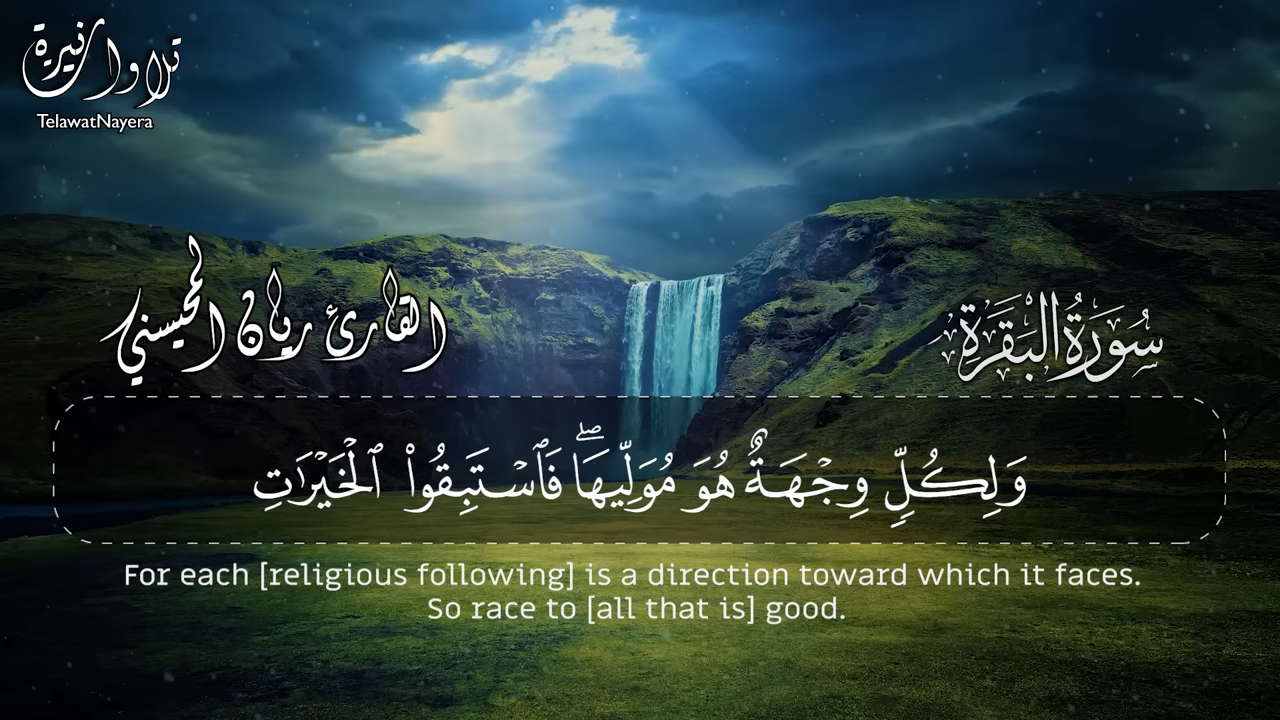 تلاوات نيرة
TelawatNayera
القارئ ريان المحيسني
سُورَةُ البَقَرَةِ
وَلِكُلٍّ وِجْهَةٌ هُوَ مُوَلِّيهَا ۖ فَٱسْتَبِقُوا۟ ٱلْخَيْرَٰتِ
For each [religious following] is a direction toward which it faces.
So race to [all that is] good.